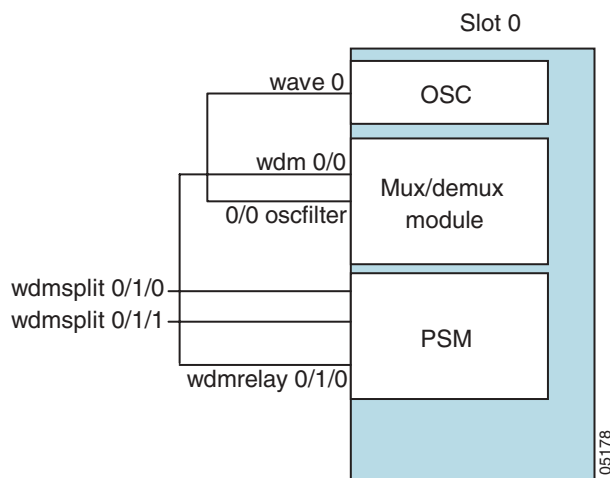 Slot 0
wave 0
OSC
wdm 0/0
Mux/demux
module
0/0 oscfilter
wdmsplit 0/1/0
wdmsplit 0/1/1
PSM
wdmrelay 0/1/0
05178